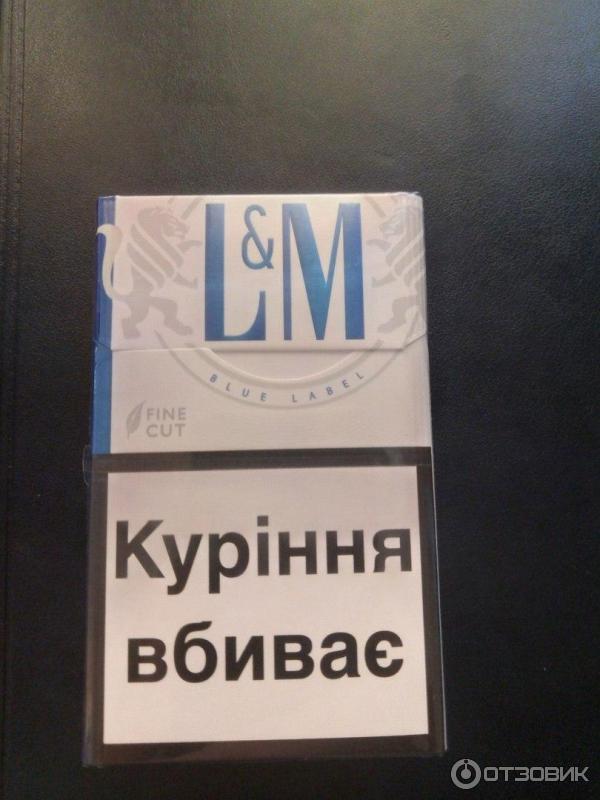 L&M
BLUE LABEL
FINE
CUT
Куріння
вбиває
ОТЗОВИК